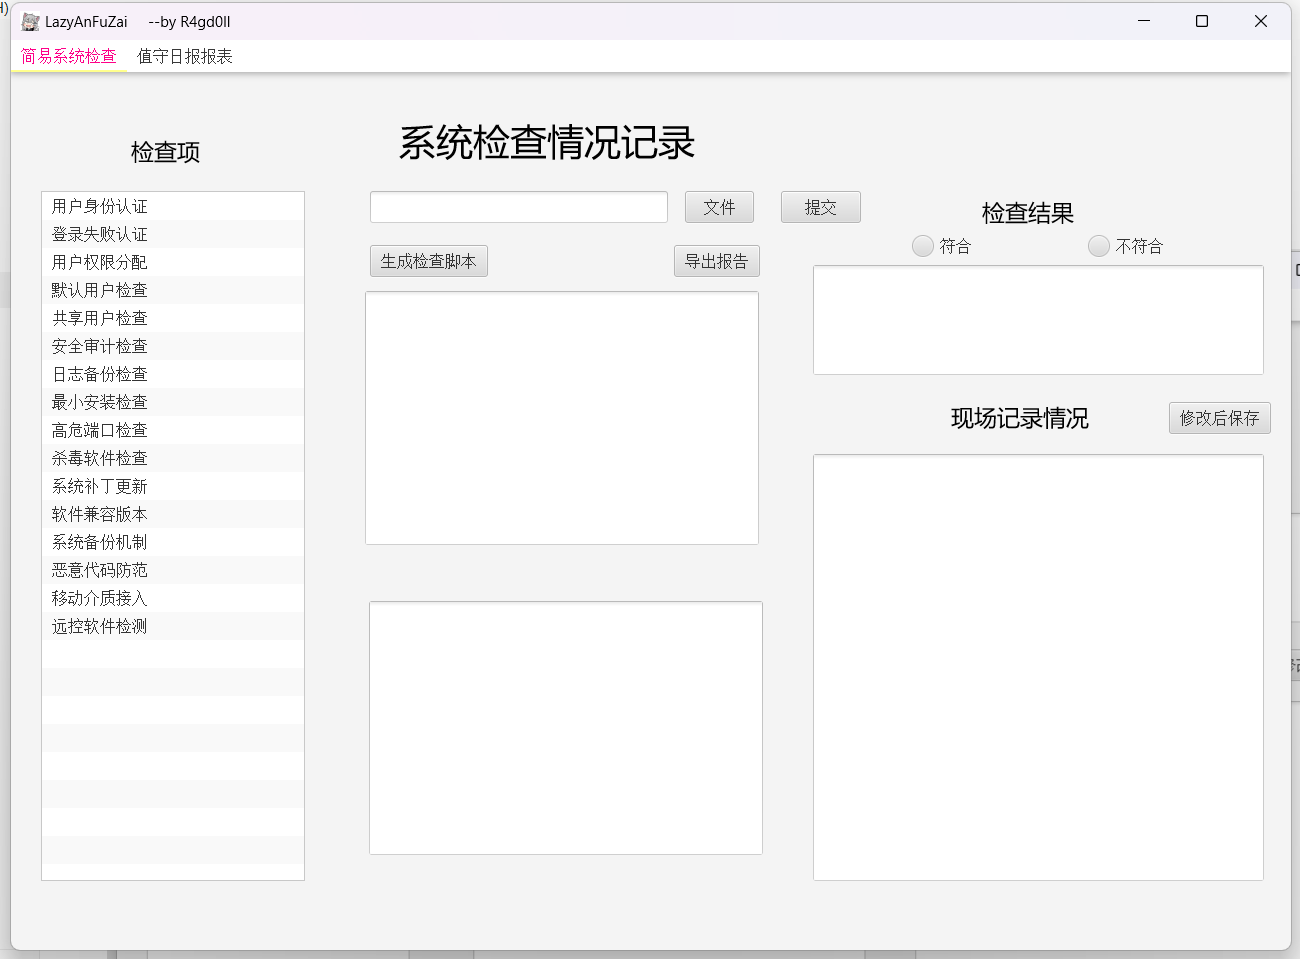 LazyAnFuZai --by R4gd0ll
简易系统检查 值守日报报表
检查项
系统检查情况记录
用户身份认证
登录失败认证
用户权限分配
默认用户检查
共享用户检查
安全审计检查
日志备份检查
最小安装检查
高危端口检查
杀毒软件检查
系统补丁更新
软件兼容版本
系统备份机制
恶意代码防范
移动介质接入
远控软件检测
文件 提交
生成检查脚本 导出报告
检查结果
符合 不符合
现场记录情况 修改后保存